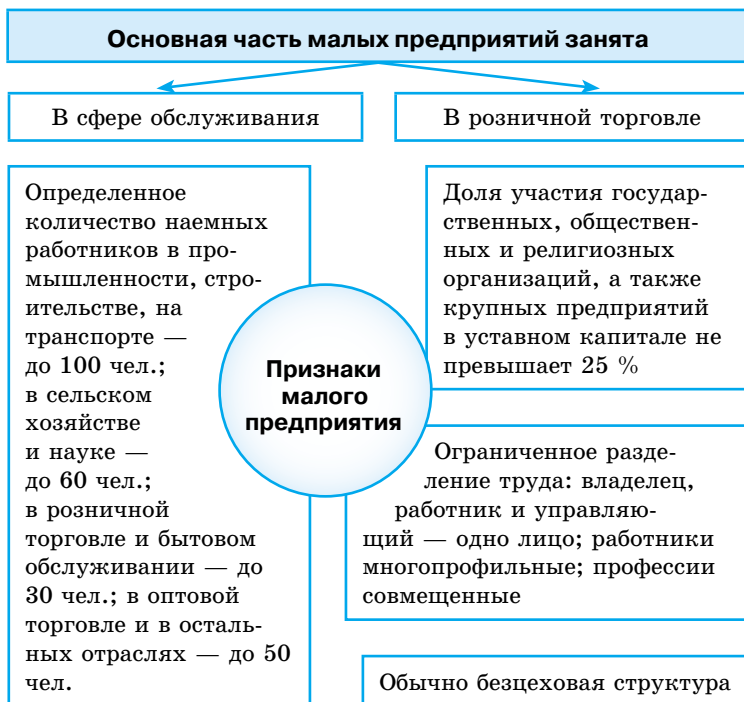 Основная часть малых предприятий занята
В сфере обслуживания
В розничной торговле
Определенное
количество наемных
работников в про-
мышленности, стро-
ительстве, на
транспорте —
до 100 чел.;
в сельском
хозяйстве
и науке —
до 60 чел.;
в розничной
торговле и бытовом
обслуживании — до
30 чел.; в оптовой
торговле и в осталь-
ных отраслях — до 50
чел.
Признаки
малого
предприятия
Доля участия государ-
ственных, обществен-
ных и религиозных
организаций, а также
крупных предприятий
в уставном капитале не
превышает 25 %
Ограниченное разде-
ление труда: владелец,
работник и управляю-
щий — одно лицо; работники
многопрофильные; профессии
совмещенные
Обычно безцеховая структура